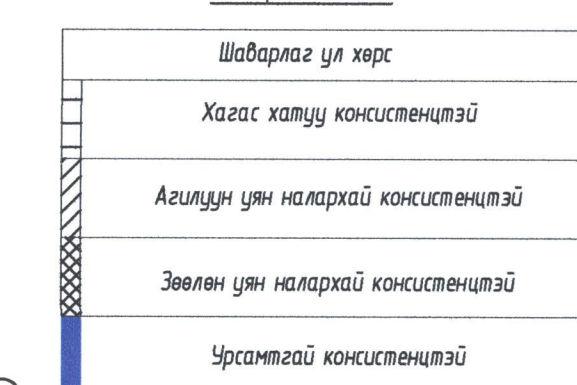 Шаварлаг ул хөрс
Хагас хатуу консистенцтэй
Агилуун уян налархай консистенцтэй
Зөөлөн уян налархай консистенцтэй
Урсамтгай консистенцтэй